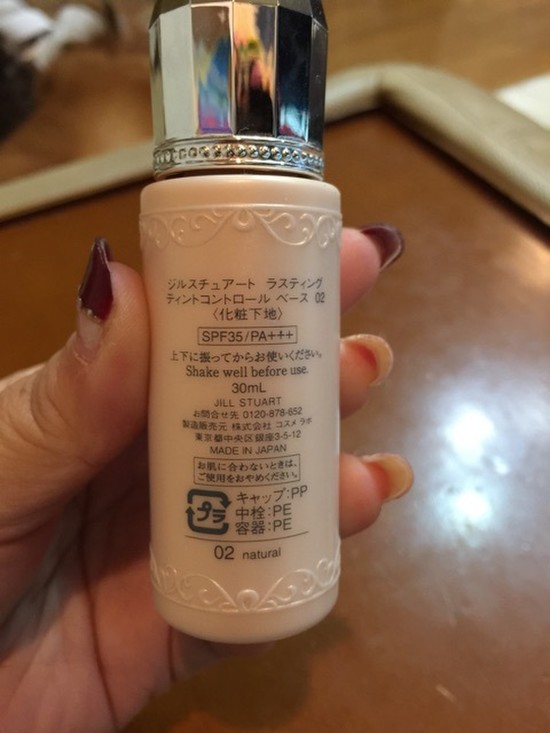 ジルスチュアート ラスティング
ティントコントロール ベース 02
〈化粧下地〉
SPF35/PA+++
上下に振ってからお使いください。
Shake well before use.
30mL
JILL STUART
お問合せ先 0120-878-652
製造販売元 株式会社 コスメ ラボ
東京都中央区銀座3-5-12
MADE IN JAPAN
お肌に合わないときは、
ご使用をおやめください。
プラ
キャップ:PP
中栓:PE
容器:PE
02 natural